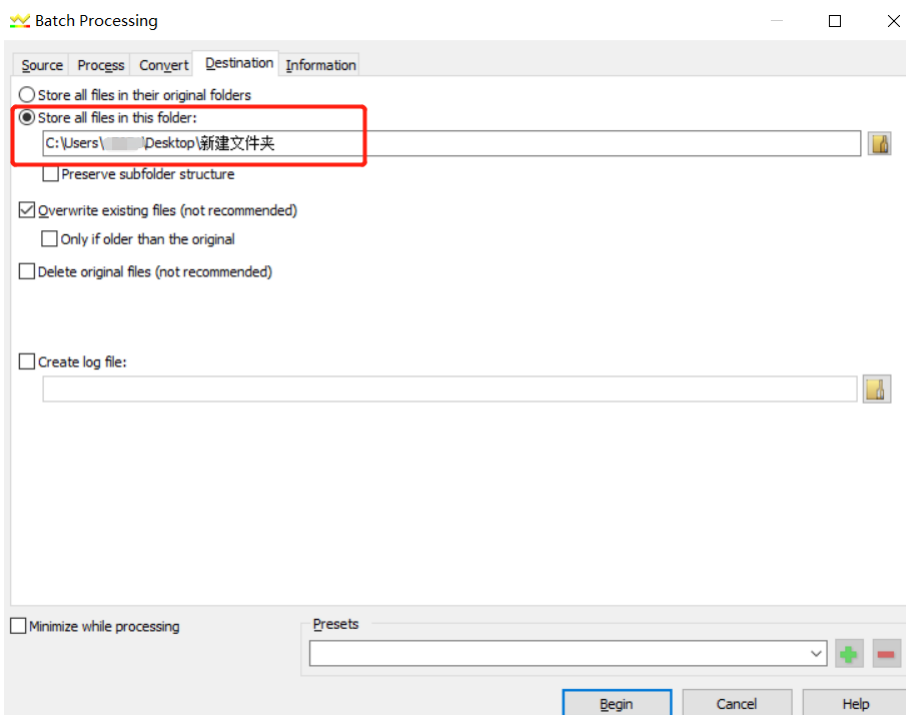 Batch Processing
Source Process Convert Destination Information
Store all files in their original folders
Store all files in this folder:
C:\Users\ \Desktop\新建文件夹
Preserve subfolder structure
Overwrite existing files (not recommended)
Only if older than the original
Delete original files (not recommended)
Create log file:
Minimize while processing
Presets
Begin Cancel Help